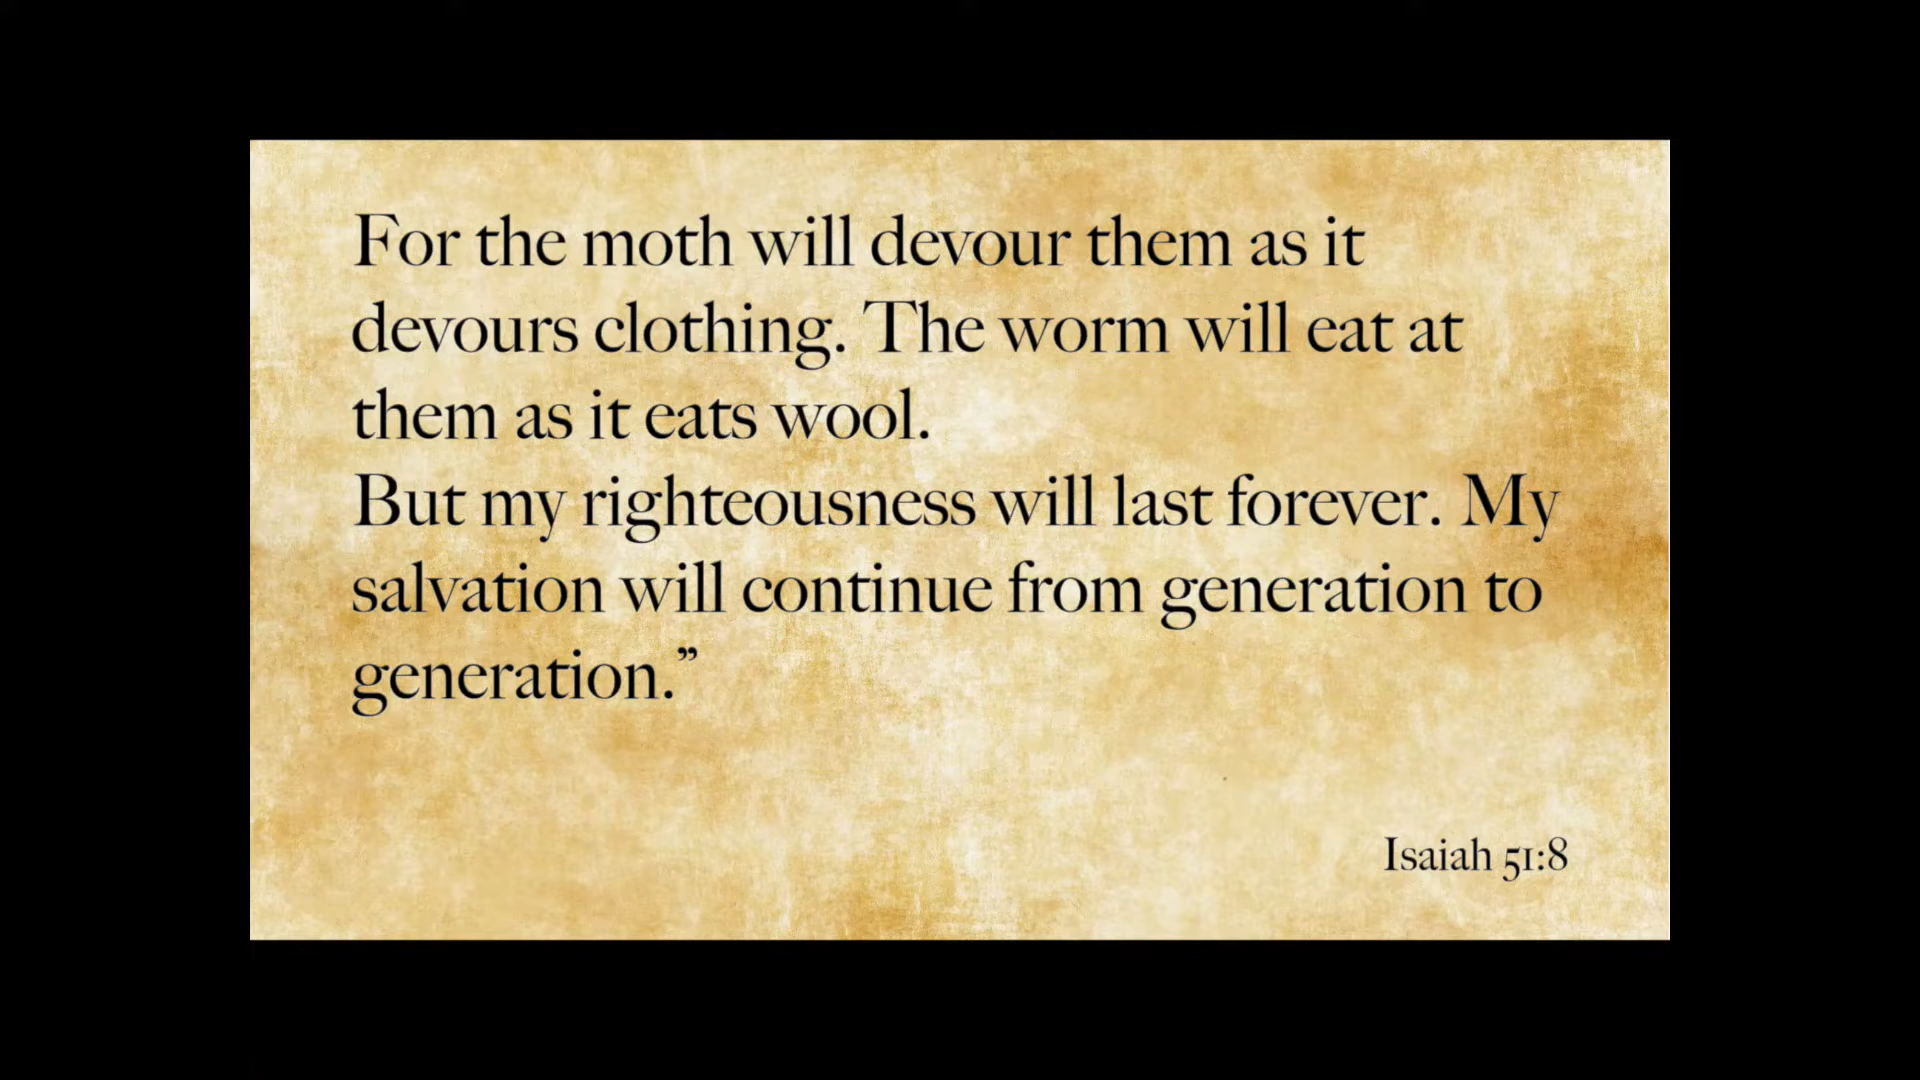 For the moth will devour them as it
devours clothing. The worm will eat at
them as it eats wool.
But my righteousness will last forever. My
salvation will continue from generation to
generation.”
Isaiah 51:8